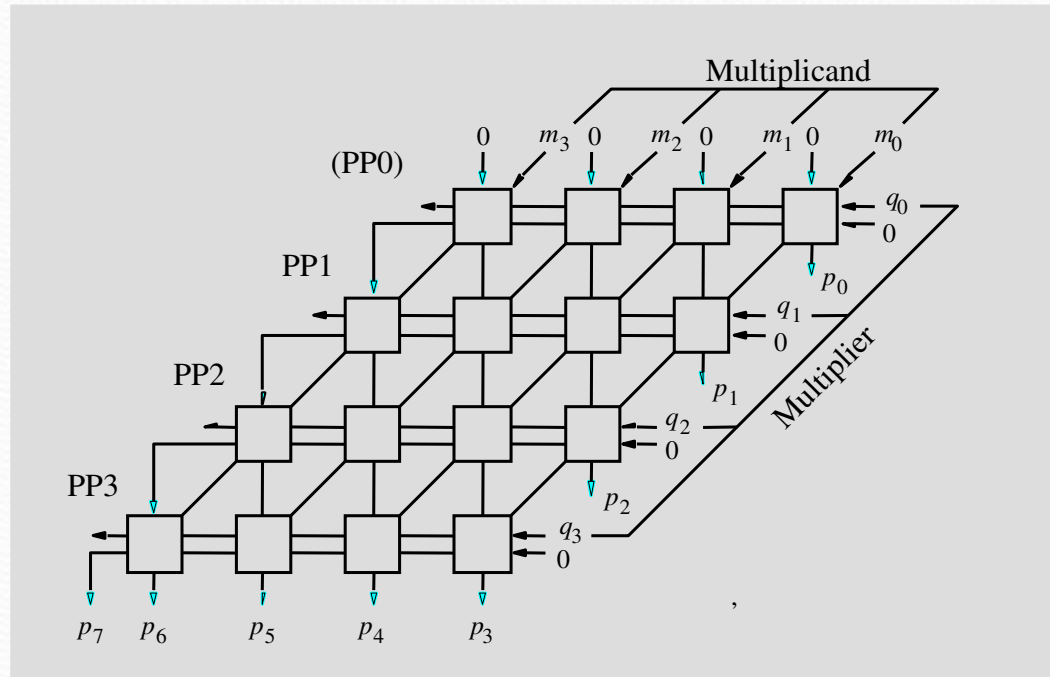 Multiplicand
0 m3 0 m2 0 m1 0 m0
(PP0)
q0
0
PP1
p0
q1
0
PP2
p1
Multiplier
q2
0
PP3
p2
q3
0
,
p7 p6 p5 p4 p3